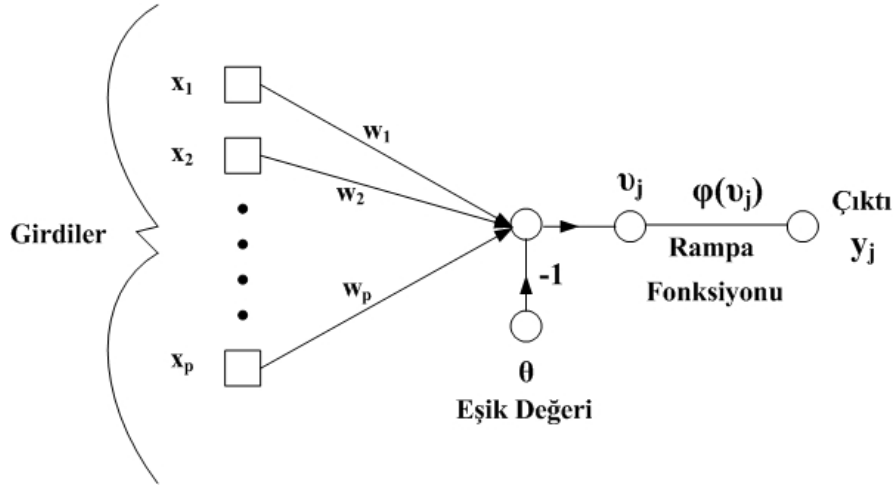 Girdiler
x1
x2
xp
w1
w2
wp
-1
θ
Eşik Değeri
υj
φ(υj)
Rampa
Fonksiyonu
Çıktı
yj